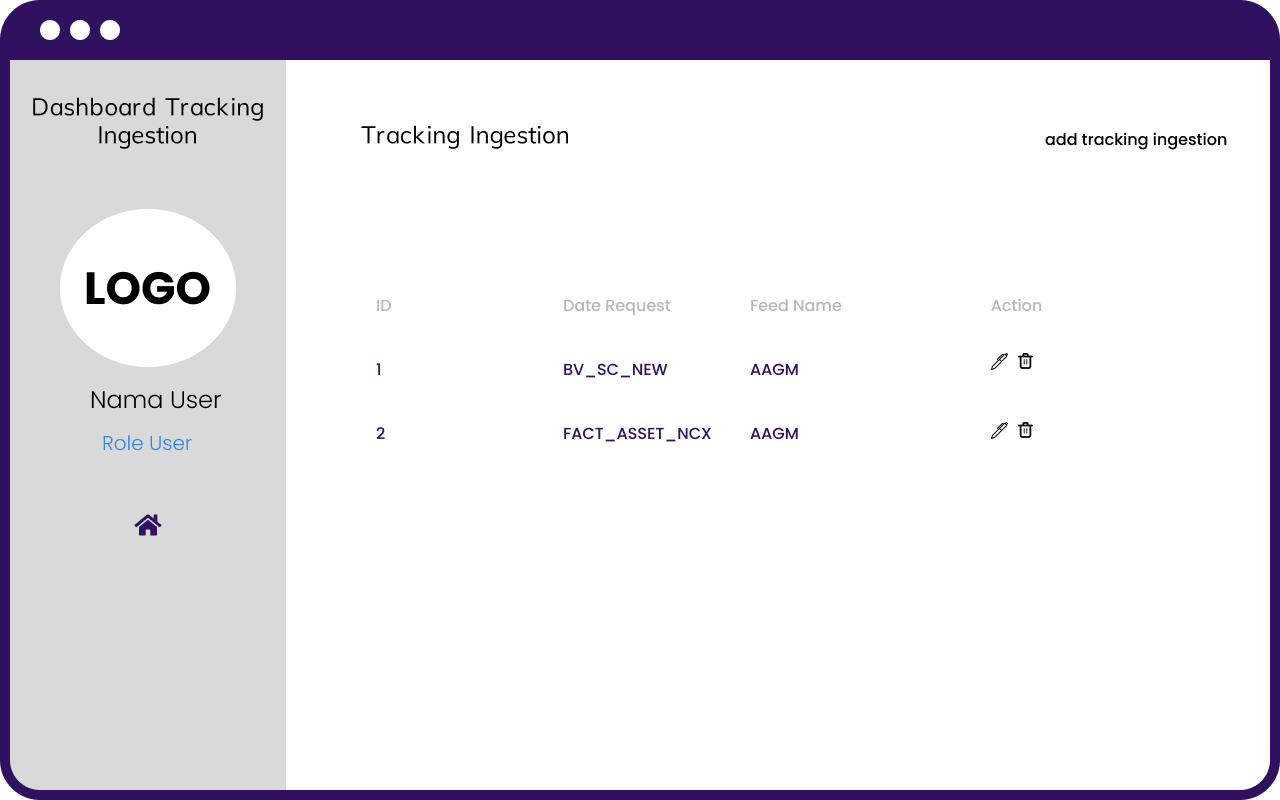 Dashboard Tracking
Ingestion
LOGO
Nama User
Role User
Tracking Ingestion
add tracking ingestion
ID Date Request Feed Name Action
1 BV_SC_NEW AAGM
2 FACT_ASSET_NCX AAGM